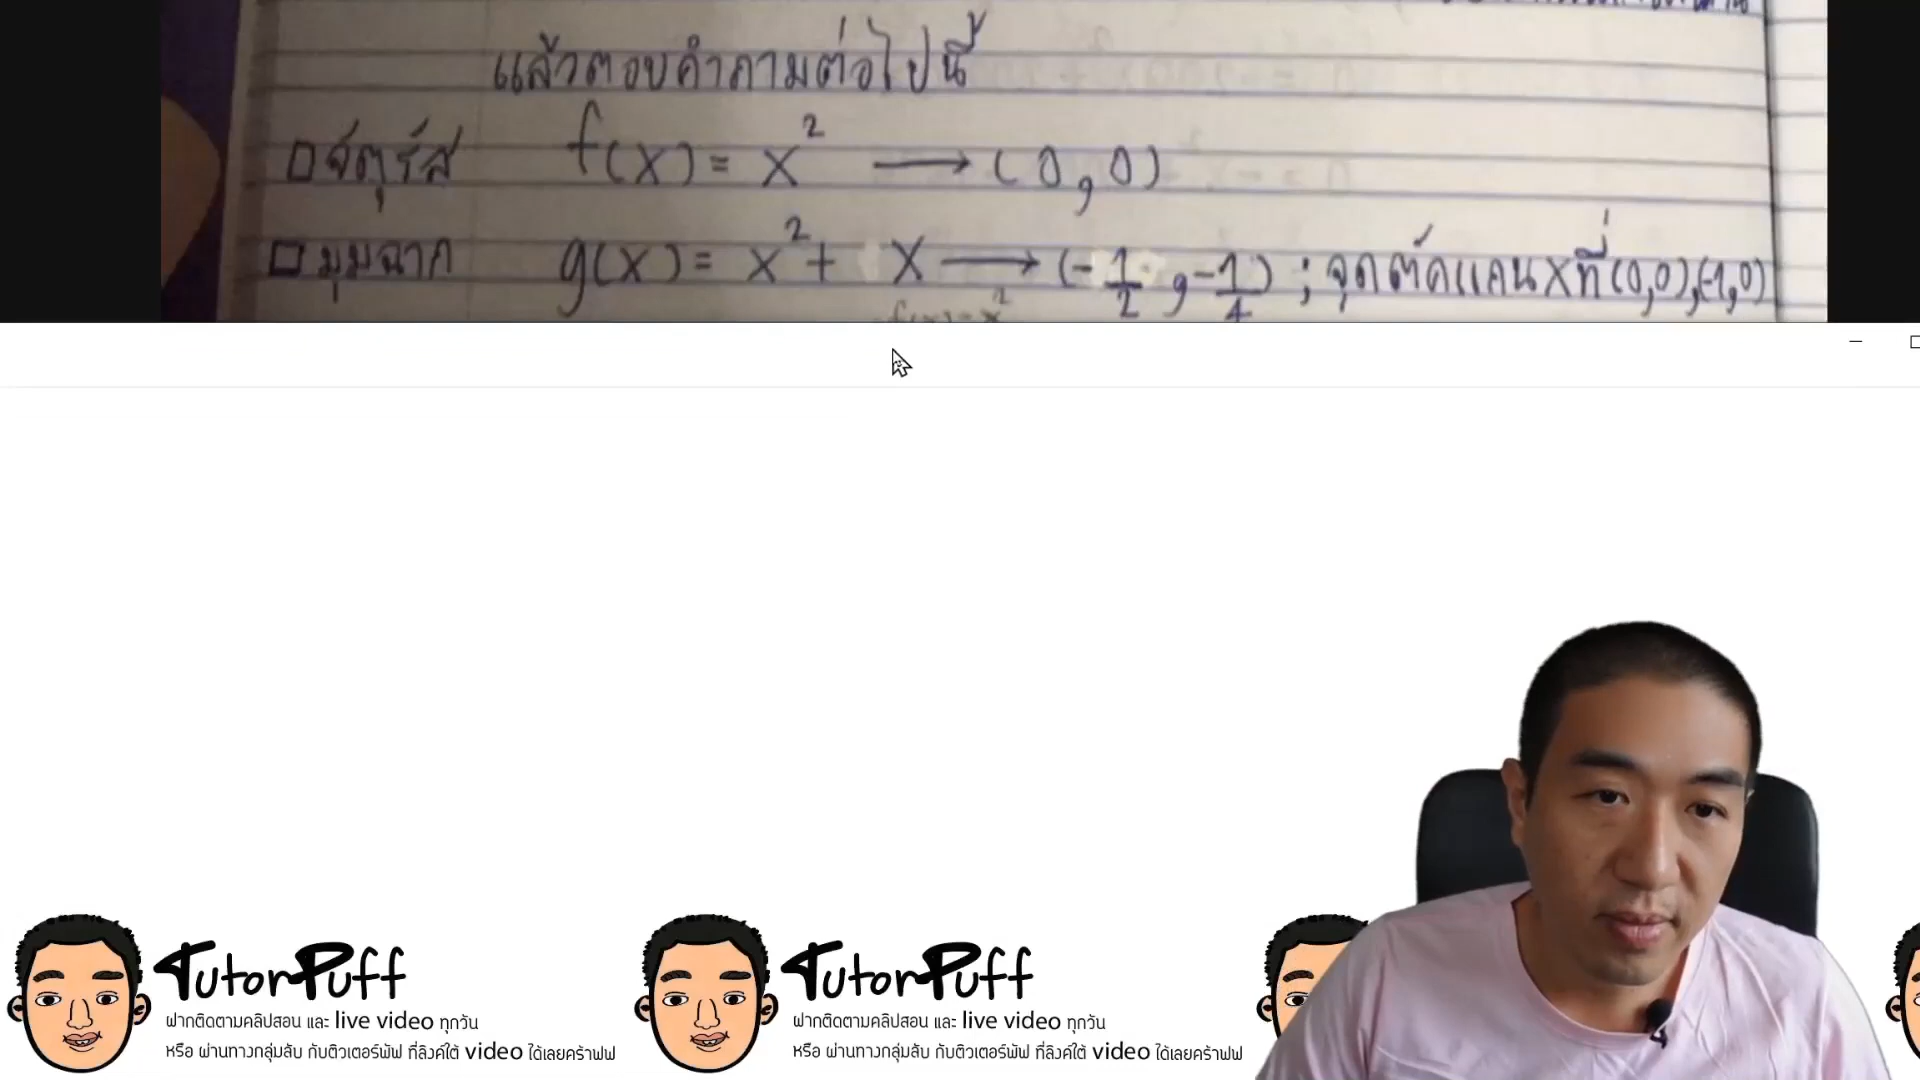 แล้วตอบคำถามต่อไปนี้
□จัตุรัส f(x) = x² → (0,0)
□มุมฉาก g(x) = x² + x → (-1/2, -1/4) ; จุดตัดแกนxที่(0,0),(-1,0)
f(x) = x²
TutorPuff
ฝากติดตามคลิปสอน และ live video ทุกวัน
หรือ ผ่านทางกลุ่มลับ กับติวเตอร์พัฟ ที่ลิงค์ใต้ video ได้เลยคร้าฟฟ
TutorPuff
ฝากติดตามคลิปสอน และ live video ทุกวัน
หรือ ผ่านทางกลุ่มลับ กับติวเตอร์พัฟ ที่ลิงค์ใต้ video ได้เลยคร้าฟฟ